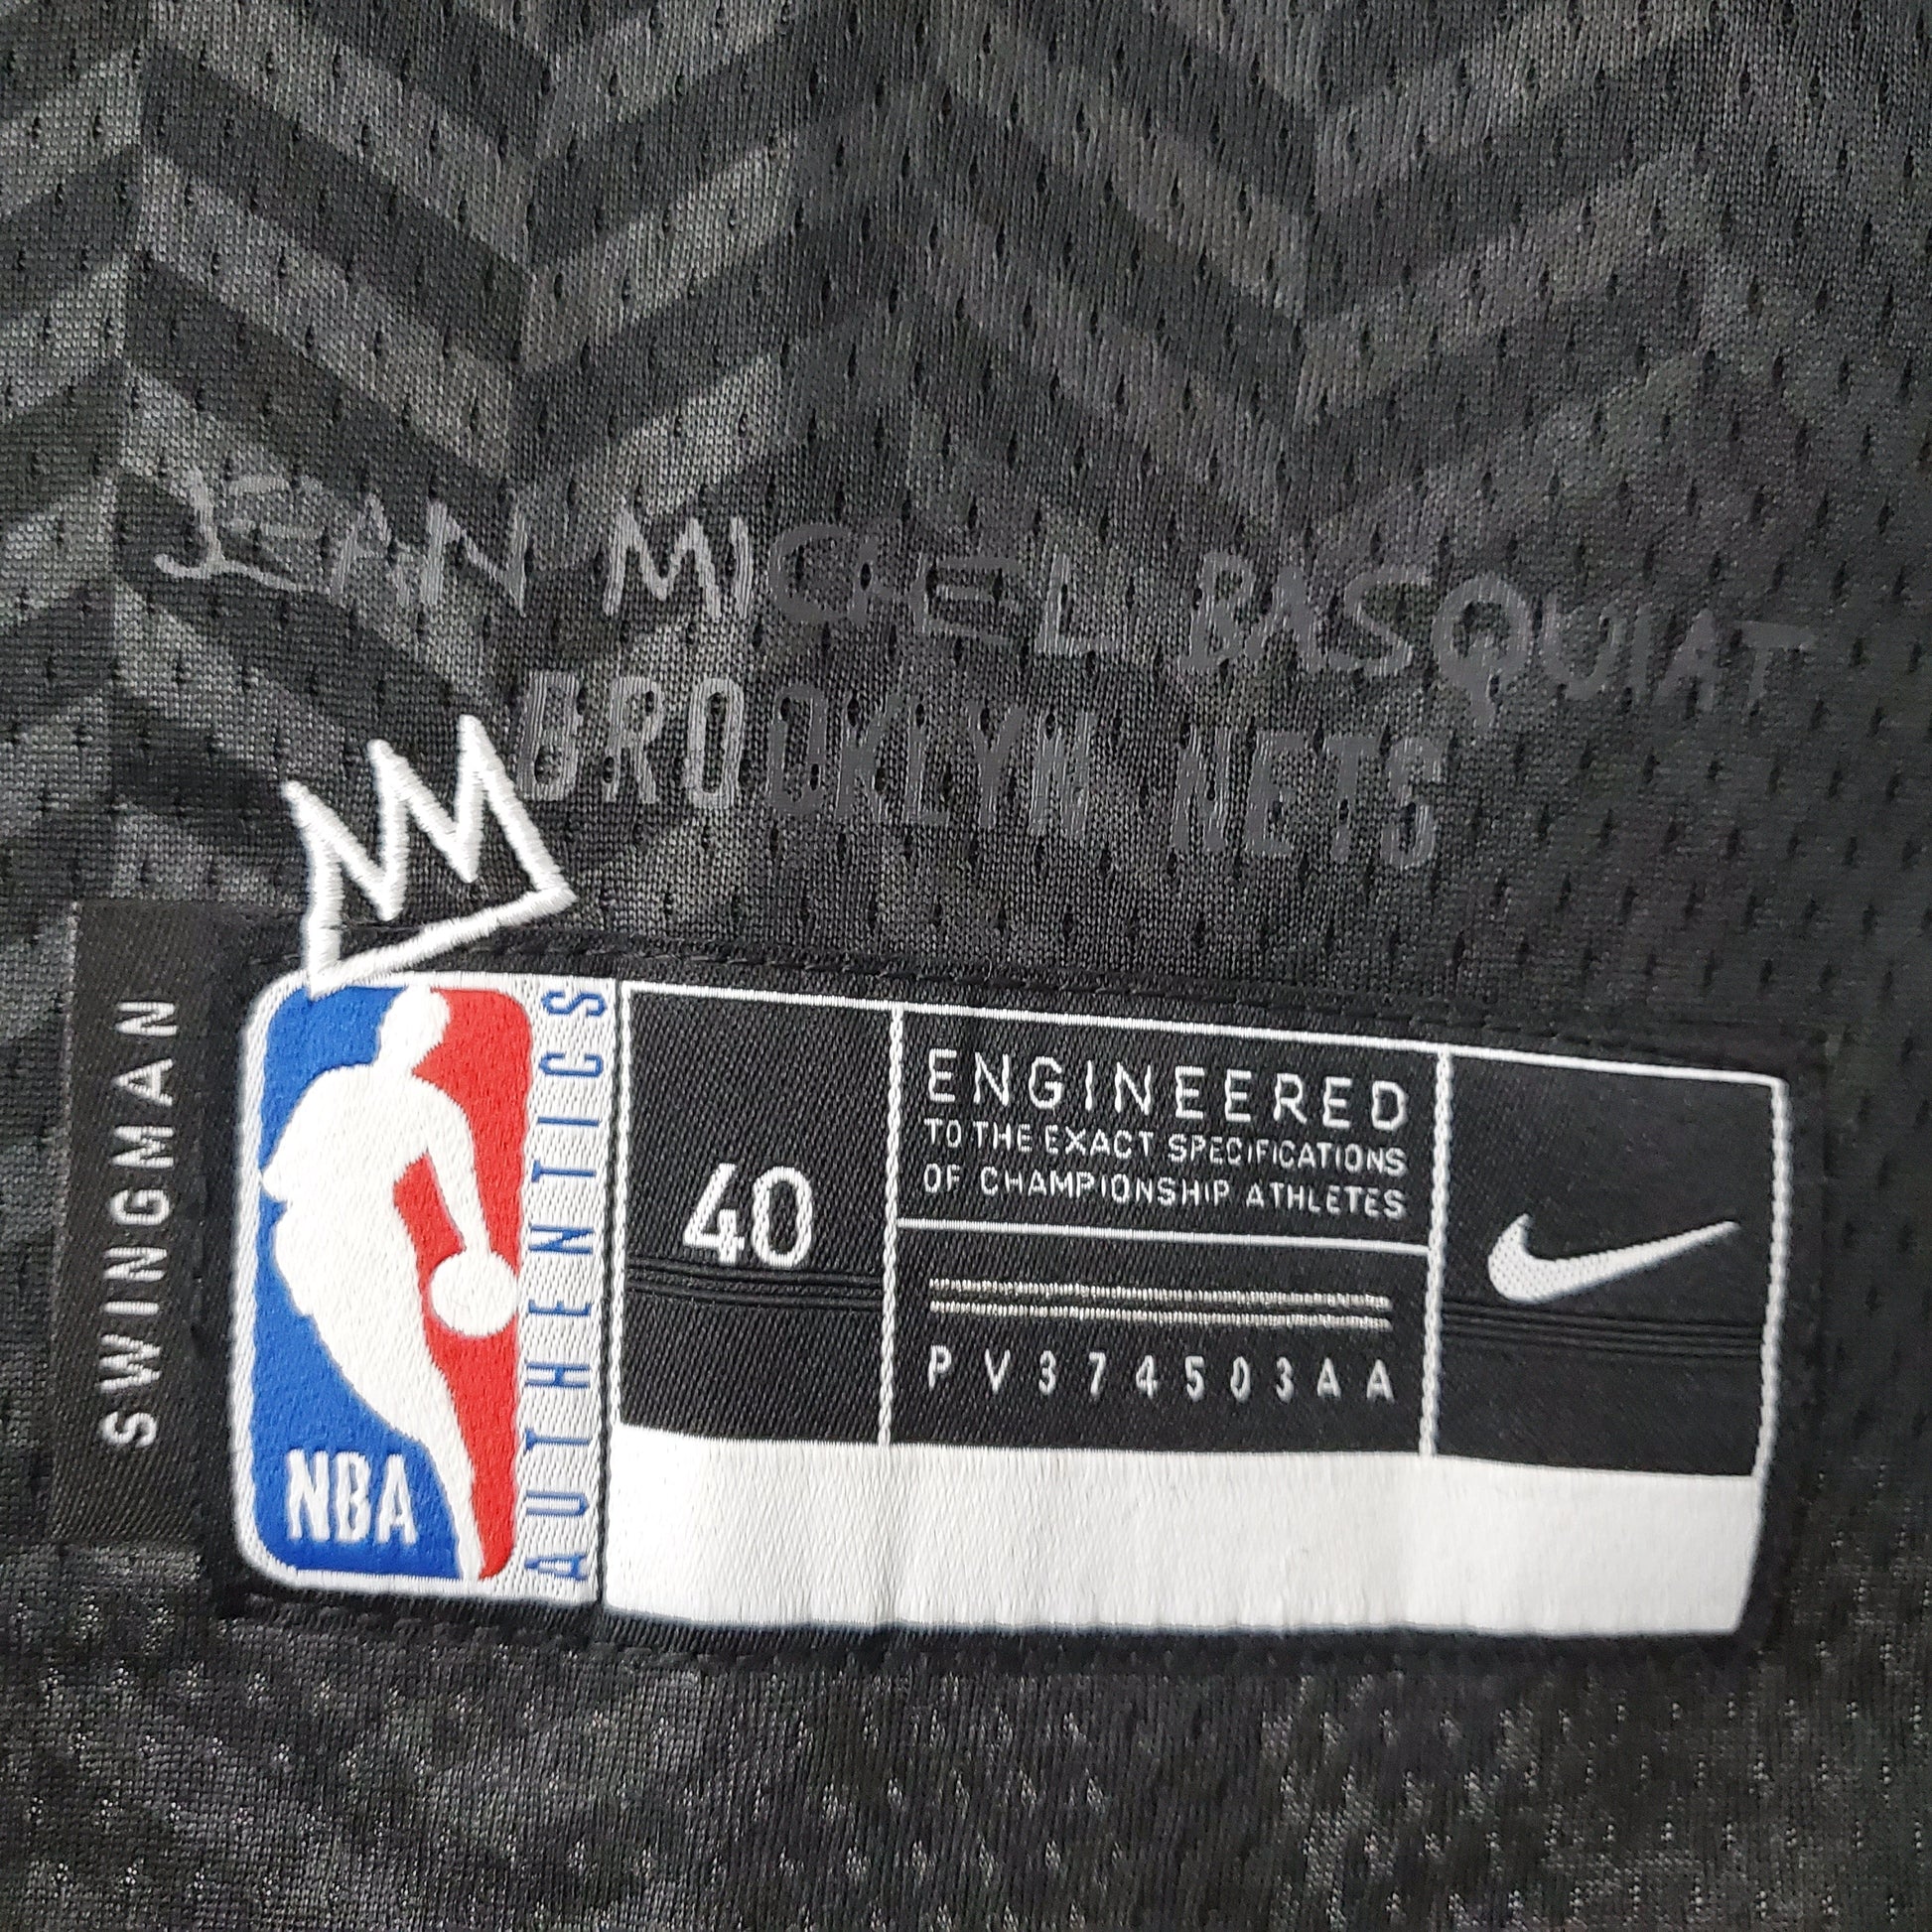 JEAN MICHEL BASQUIAT
BROOKLYN NETS
SWINGMAN
NBA
AUTHENTICS
40
ENGINEERED
TO THE EXACT SPECIFICATIONS
OF CHAMPIONSHIP ATHLETES
PV374503AA